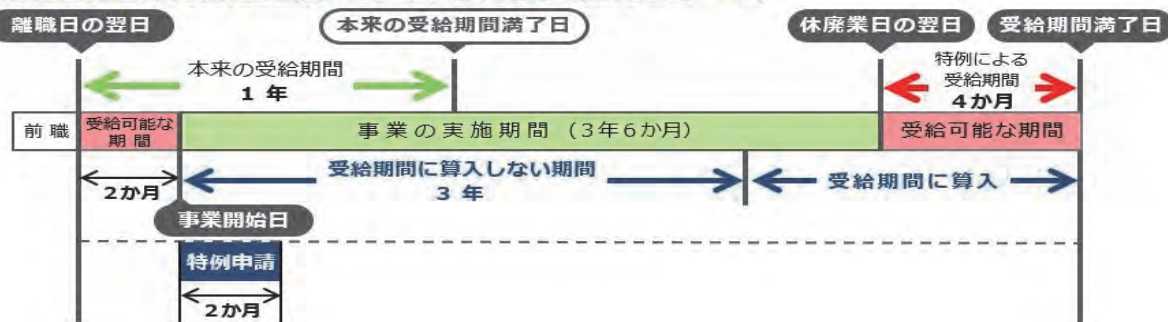 離職日の翌日
本来の受給期間満了日
休廃業日の翌日
受給期間満了日
本来の受給期間
1 年
特例による
受給期間
4か月
前 職
受給可能な
期 間
事 業 の 実 施 期 間 （3年6か月）
受給可能な期間
2か月
受給期間に算入しない期間
3 年
受給期間に算入
事業開始日
特例申請
2か月